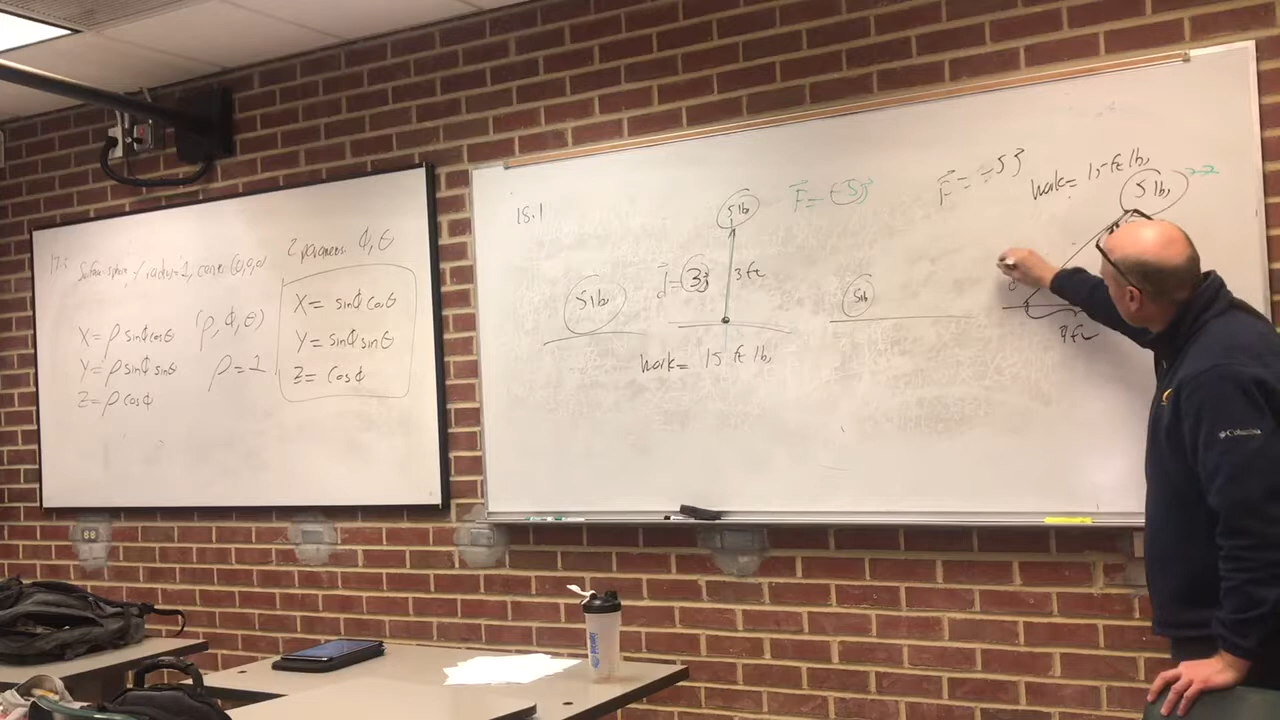 17.5 Surface: sphere, radius=1, center (0,0,0)
2 parameters ϕ, θ
X = ρ sinϕ cosθ
Y = ρ sinϕ sinθ
Z = ρ cosϕ
(ρ, ϕ, θ)
ρ = 1
X = sinϕ cosθ
Y = sinϕ sinθ
Z = cosϕ
18.1
5 lb
5 lb
d⃗ = 3j
3 ft
work = 15 ft lb
F⃗ = -5j
5 lb
F⃗ = -5j
work = 15 ft lb
5 lb
4 ft
Columbia